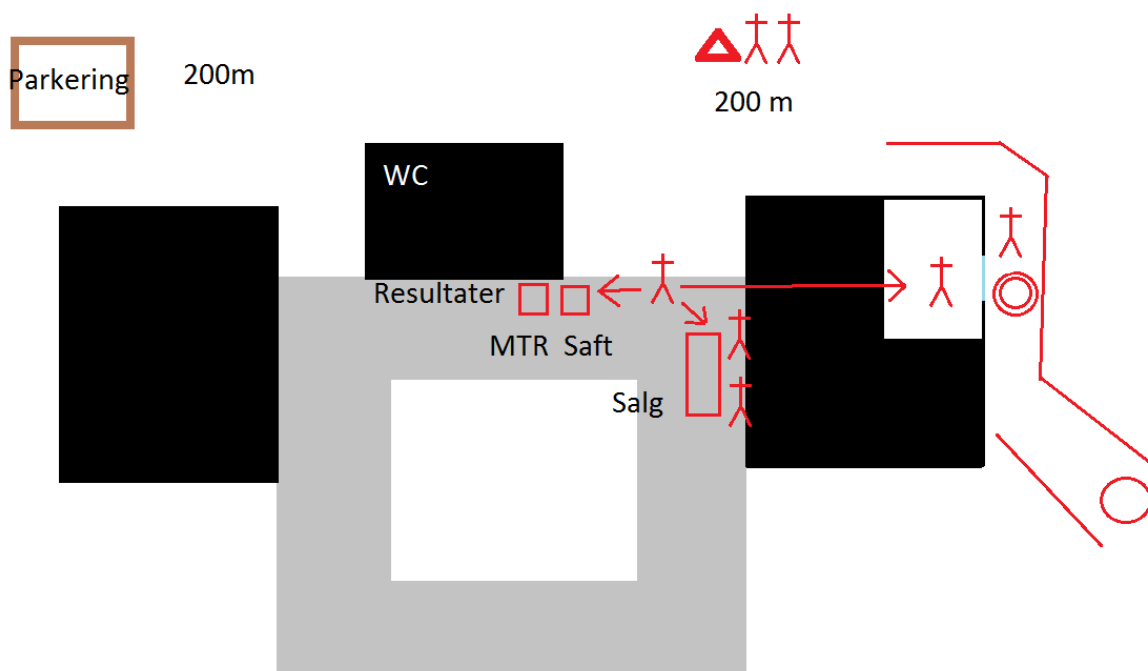 Parkering
200m
200 m
WC
Resultater
MTR Saft
Salg